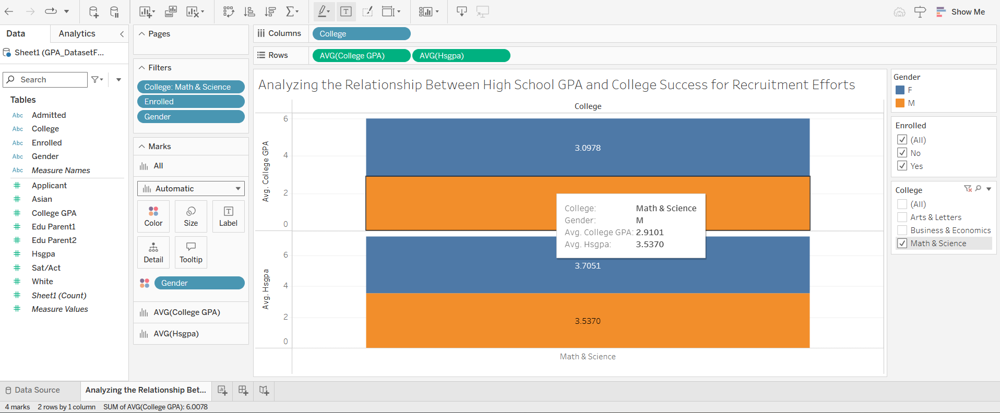 Show Me
Data
Analytics
Sheet1 (GPA_DatasetF...
Search
Tables
Abc Admitted
Abc College
Abc Enrolled
Abc Gender
Abc Measure Names
# Applicant
# Asian
# College GPA
# Edu Parent1
# Edu Parent2
# Hsgpa
# Sat/Act
# White
# Sheet1 (Count)
# Measure Values
Pages
Filters
College: Math & Science
Enrolled
Gender
Marks
All
Automatic
Color
Size
T
Label
Detail
Tooltip
Gender
AVG(College GPA)
AVG(Hsgpa)
Columns
College
Rows
AVG(College GPA)
AVG(Hsgpa)
Analyzing the Relationship Between High School GPA and College Success for Recruitment Efforts
College
Avg. College GPA
6
4
2
0
3.0978
College: Math & Science
Gender: M
Avg. College GPA: 2.9101
Avg. Hsgpa: 3.5370
Avg. Hsgpa
6
4
2
0
3.7051
3.5370
Math & Science
Gender
F
M
Enrolled
(All)
No
Yes
College
(All)
Arts & Letters
Business & Economics
Math & Science
Data Source
Analyzing the Relationship Bet...
4 marks 2 rows by 1 column SUM of AVG(College GPA): 6.0078